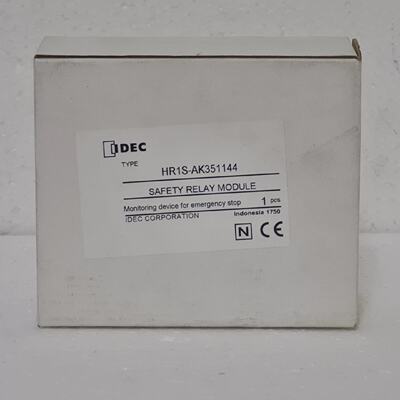 IDEC
TYPE
HR1S-AK351144
SAFETY RELAY MODULE
Monitoring device for emergency stop 1 pcs
IDEC CORPORATION Indonesia 1750
N CE